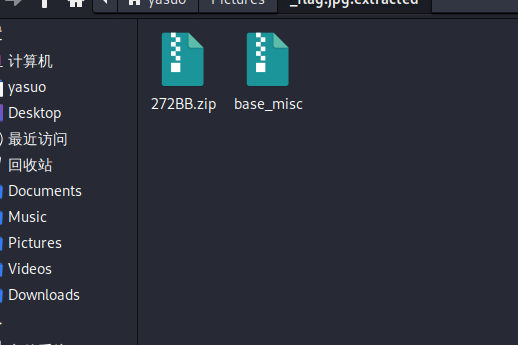 yasuo Pictures _flag.jpg.extracted
计算机
yasuo
Desktop
最近访问
回收站
Documents
Music
Pictures
Videos
Downloads
272BB.zip base_misc